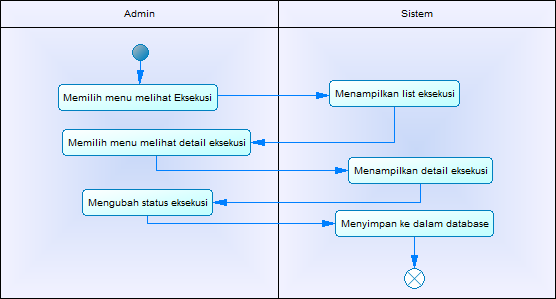 Admin
Sistem
Memilih menu melihat Eksekusi
Menampilkan list eksekusi
Memilih menu melihat detail eksekusi
Menampilkan detail eksekusi
Mengubah status eksekusi
Menyimpan ke dalam database